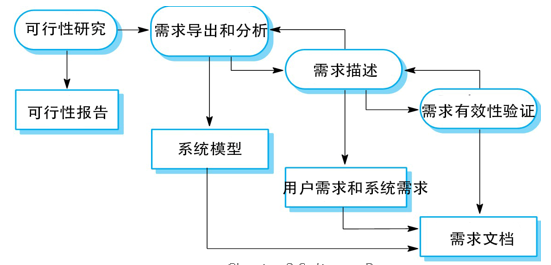 可行性研究
需求导出和分析
需求描述
可行性报告
需求有效性验证
系统模型
用户需求和系统需求
需求文档